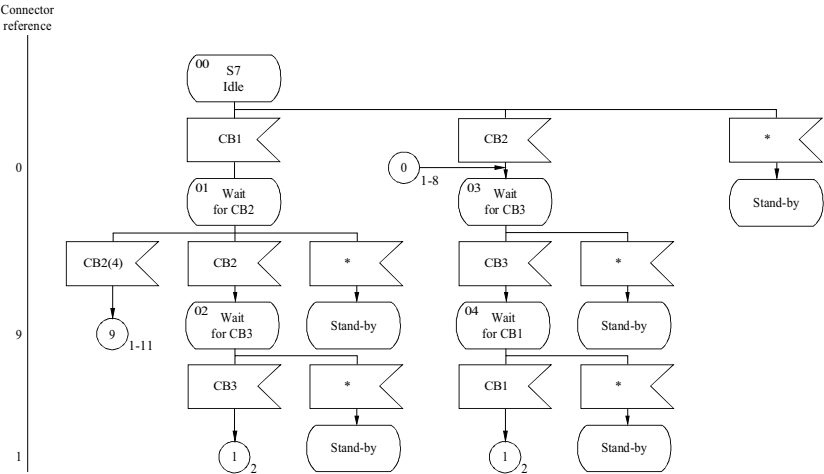 Connector
reference
00
S7
Idle
CB1
CB2
*
0
0
1-8
01
Wait
for CB2
03
Wait
for CB3
Stand-by
CB2(4)
CB2
*
CB3
*
9
9
1-11
02
Wait
for CB3
Stand-by
04
Wait
for CB1
Stand-by
CB3
*
CB1
*
1
1
2
Stand-by
1
2
Stand-by